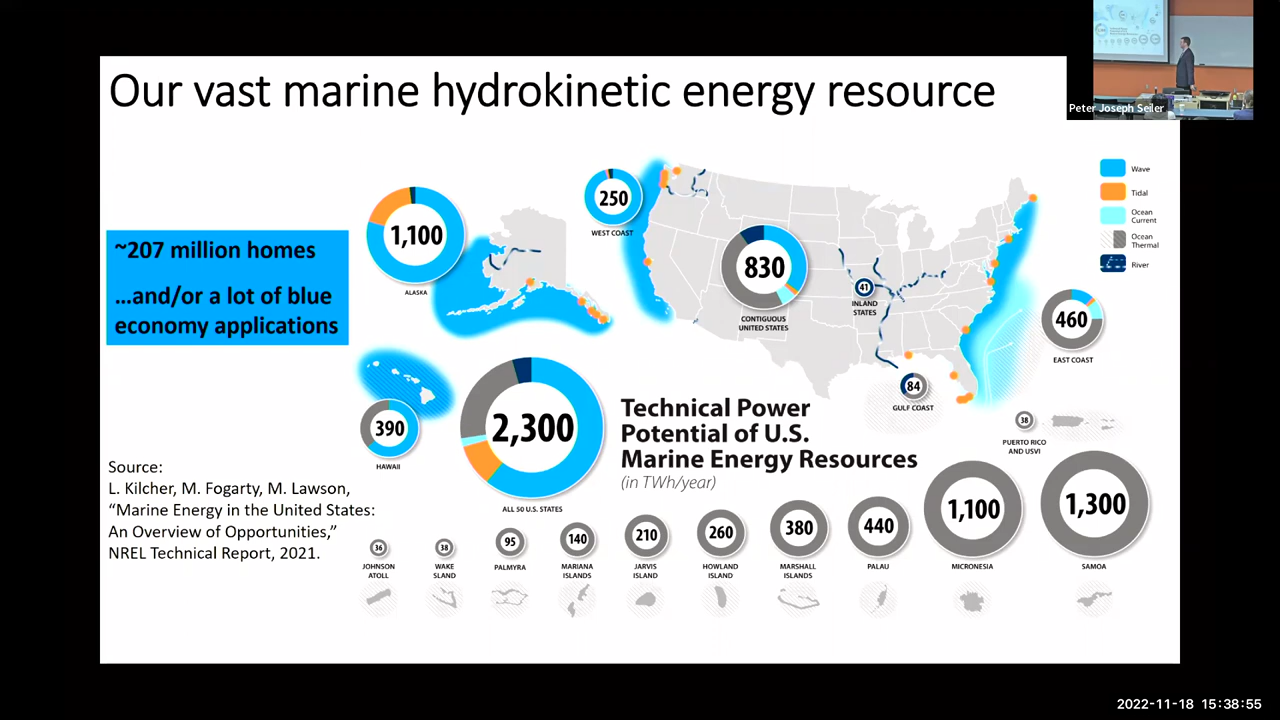 Our vast marine hydrokinetic energy resource
Peter Joseph Seiler
~207 million homes
...and/or a lot of blue
economy applications
1,100
ALASKA
250
WEST COAST
830
CONTIGUOUS
UNITED STATES
41
INLAND
STATES
Wave
Tidal
Ocean
Current
Ocean
Thermal
River
460
EAST COAST
84
GULF COAST
390
HAWAII
2,300
ALL 50 U.S. STATES
Technical Power
Potential of U.S.
Marine Energy Resources
(in TWh/year)
38
PUERTO RICO
AND USVI
Source:
L. Kilcher, M. Fogarty, M. Lawson,
“Marine Energy in the United States:
An Overview of Opportunities,”
NREL Technical Report, 2021.
36
JOHNSON
ATOLL
38
WAKE
SLAND
95
PALMYRA
140
MARIANA
ISLANDS
210
JARVIS
ISLAND
260
HOWLAND
ISLAND
380
MARSHALL
ISLANDS
440
PALAU
1,100
MICRONESIA
1,300
SAMOA
2022-11-18 15:38:55